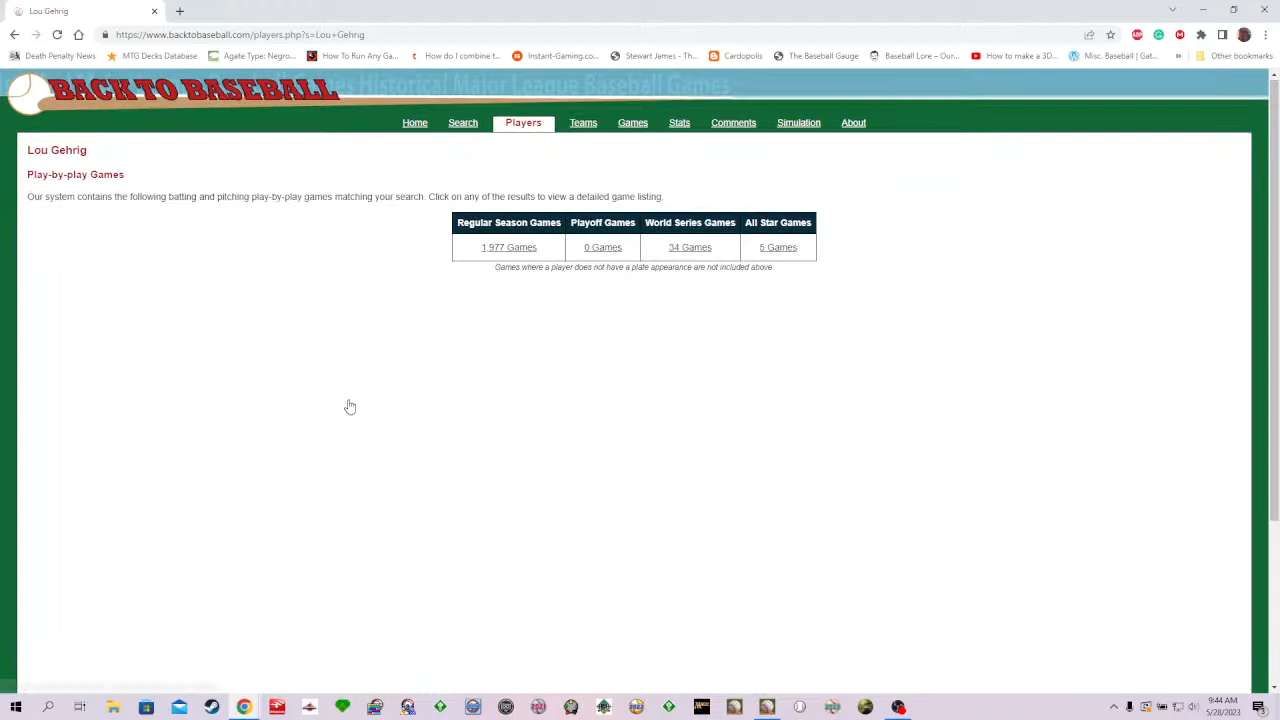 Lou Gehrig
https://www.backtobaseball.com/players.php?s=Lou+Gehrig
Death Penalty News
MTG Decks Database
Agate Type: Negro...
How To Run Any Ga...
How do I combine t...
Instant-Gaming.co...
Stewart James - Th...
Cardopolis
The Baseball Gauge
Baseball Lore – Our...
How to make a 3D...
Misc. Baseball | Gat...
Other bookmarks
BACK TO BASEBALL
Games Historical Major League Baseball Games
Home Search Players Teams Games Stats Comments Simulation About
Lou Gehrig
Play-by-play Games
Our system contains the following batting and pitching play-by-play games matching your search. Click on any of the results to view a detailed game listing.
Regular Season Games Playoff Games World Series Games All Star Games
1,977 Games 0 Games 34 Games 5 Games
Games where a player does not have a plate appearance are not included above.
9:44 AM
5/28/2023